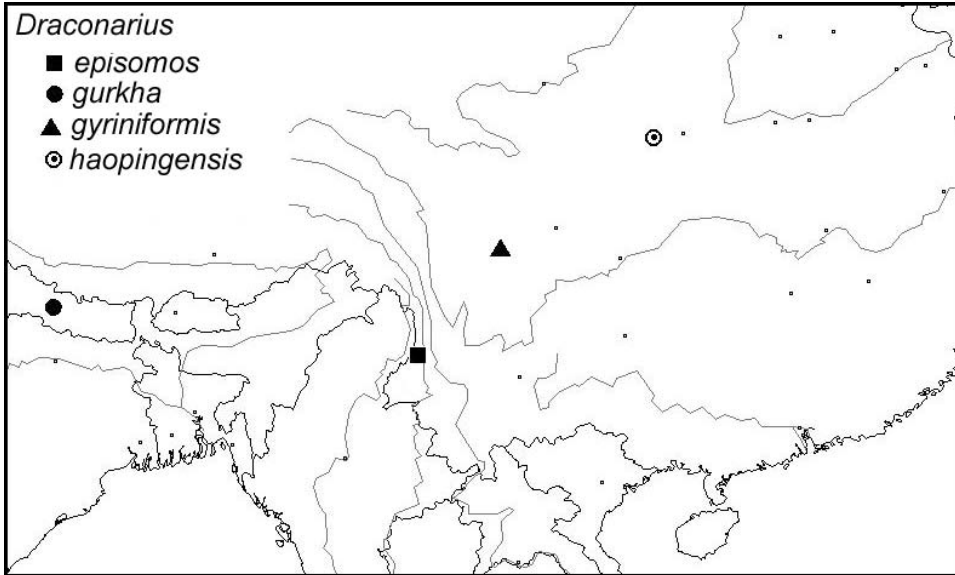 Draconarius
episomos
gurkha
gyriniformis
haopingensis